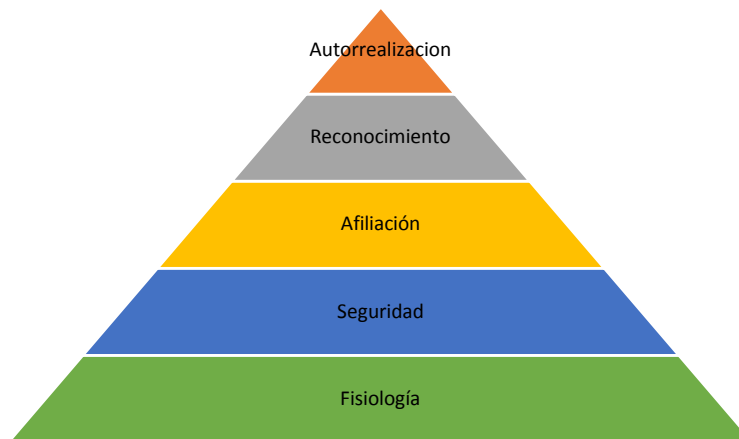 Autorrealizacion
Reconocimiento
Afiliación
Seguridad
Fisiología